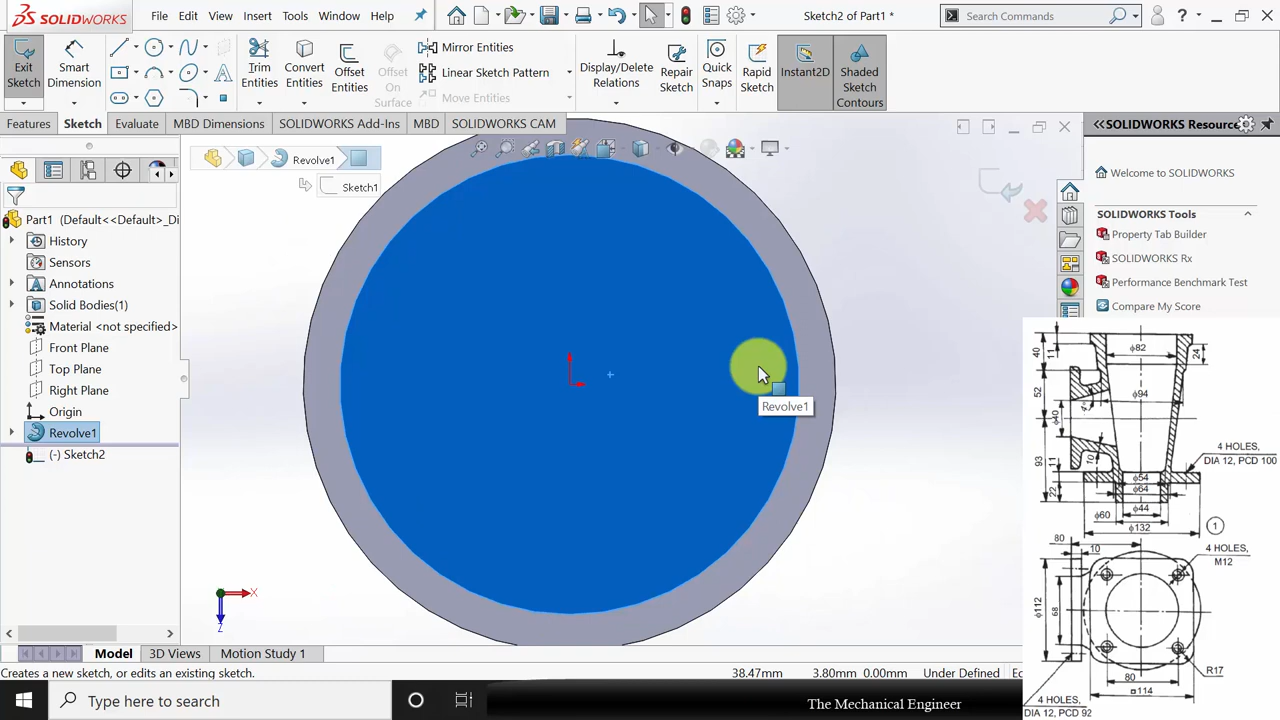 SOLIDWORKS
File Edit View Insert Tools Window Help
Sketch2 of Part1 *
Search Commands
Exit Sketch
Smart Dimension
Trim Entities
Convert Entities
Offset Entities
Offset On Surface
Mirror Entities
Linear Sketch Pattern
Move Entities
Display/Delete Relations
Repair Sketch
Quick Snaps
Rapid Sketch
Instant2D
Shaded Sketch Contours
Features Sketch Evaluate MBD Dimensions SOLIDWORKS Add-Ins MBD SOLIDWORKS CAM
SOLIDWORKS Resourc
Revolve1
Sketch1
Welcome to SOLIDWORKS
SOLIDWORKS Tools
Property Tab Builder
SOLIDWORKS Rx
Performance Benchmark Test
Compare My Score
Part1 (Default<<Default>_Di
History
Sensors
Annotations
Solid Bodies(1)
Material <not specified>
Front Plane
Top Plane
Right Plane
Origin
Revolve1
(-) Sketch2
Revolve1
X
Z
40
11
φ82
24
52
φ94
4°
φ40
4 HOLES,
DIA 12, PCD 100
93
10
11
φ54
22
φ64
φ44
φ60
φ132
1
80
10
4 HOLES,
M12
φ112
68
R17
80
□114
4 HOLES,
DIA 12, PCD 92
Model 3D Views Motion Study 1
Creates a new sketch, or edits an existing sketch.
38.47mm 3.80mm 0.00mm Under Defined
Type here to search
The Mechanical Engineer